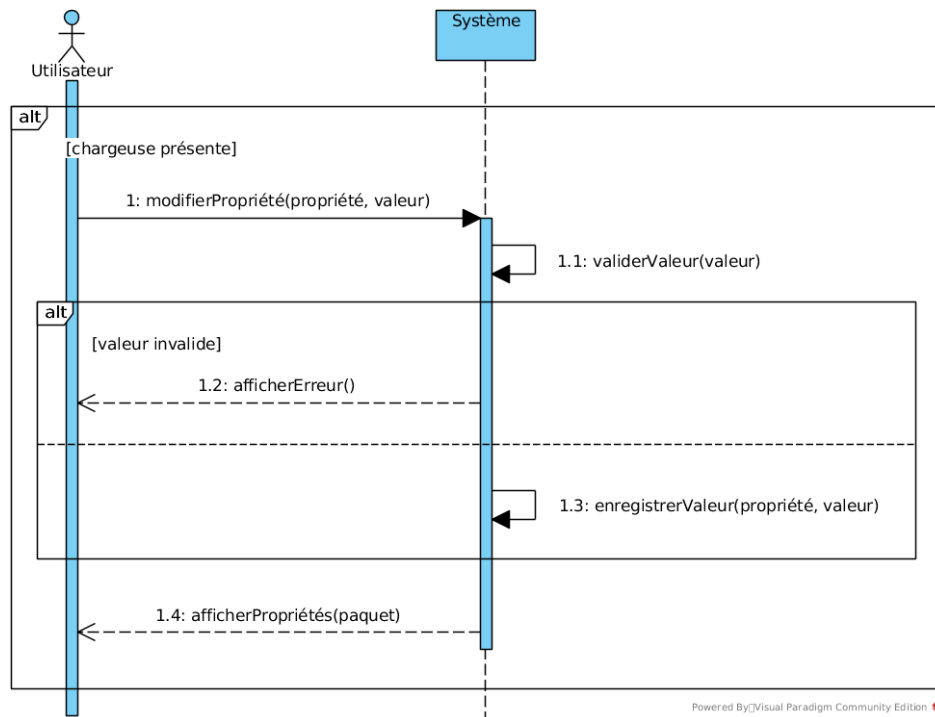 Système
Utilisateur
alt
[chargeuse présente]
1: modifierPropriété(propriété, valeur)
1.1: validerValeur(valeur)
alt
[valeur invalide]
1.2: afficherErreur()
1.3: enregistrerValeur(propriété, valeur)
1.4: afficherPropriétés(paquet)
Powered By Visual Paradigm Community Edition